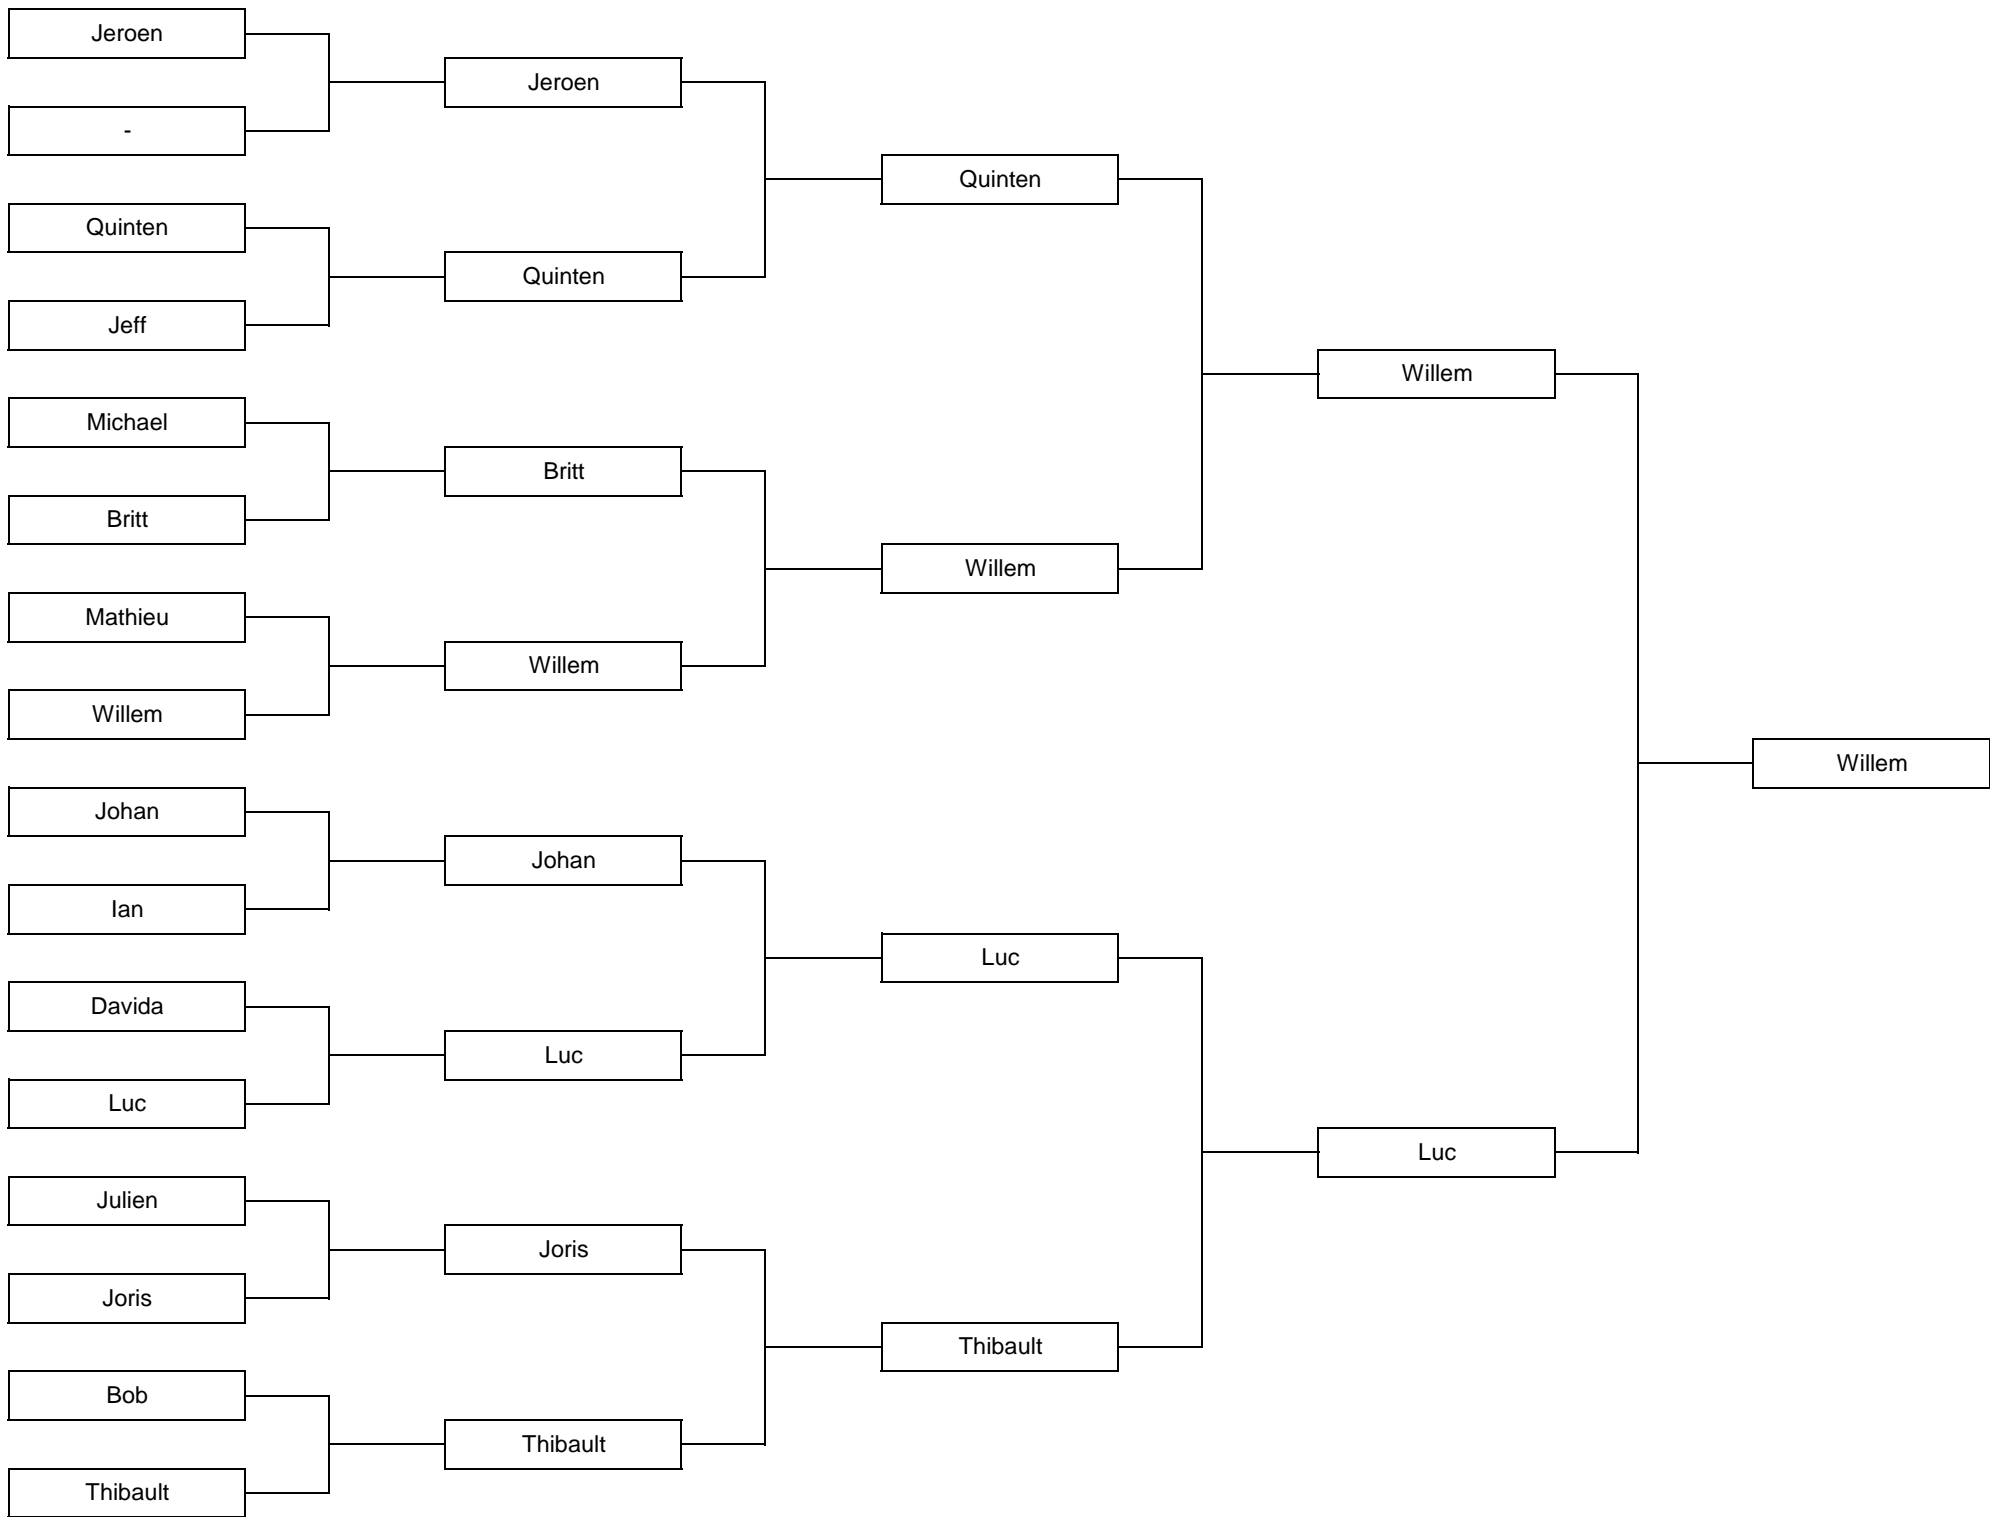 Jeroen
-
Quinten
Jeff
Michael
Britt
Mathieu
Willem
Johan
Ian
Davida
Luc
Julien
Joris
Bob
Thibault
Jeroen
Quinten
Britt
Willem
Johan
Luc
Joris
Thibault
Quinten
Willem
Luc
Thibault
Willem
Luc
Willem